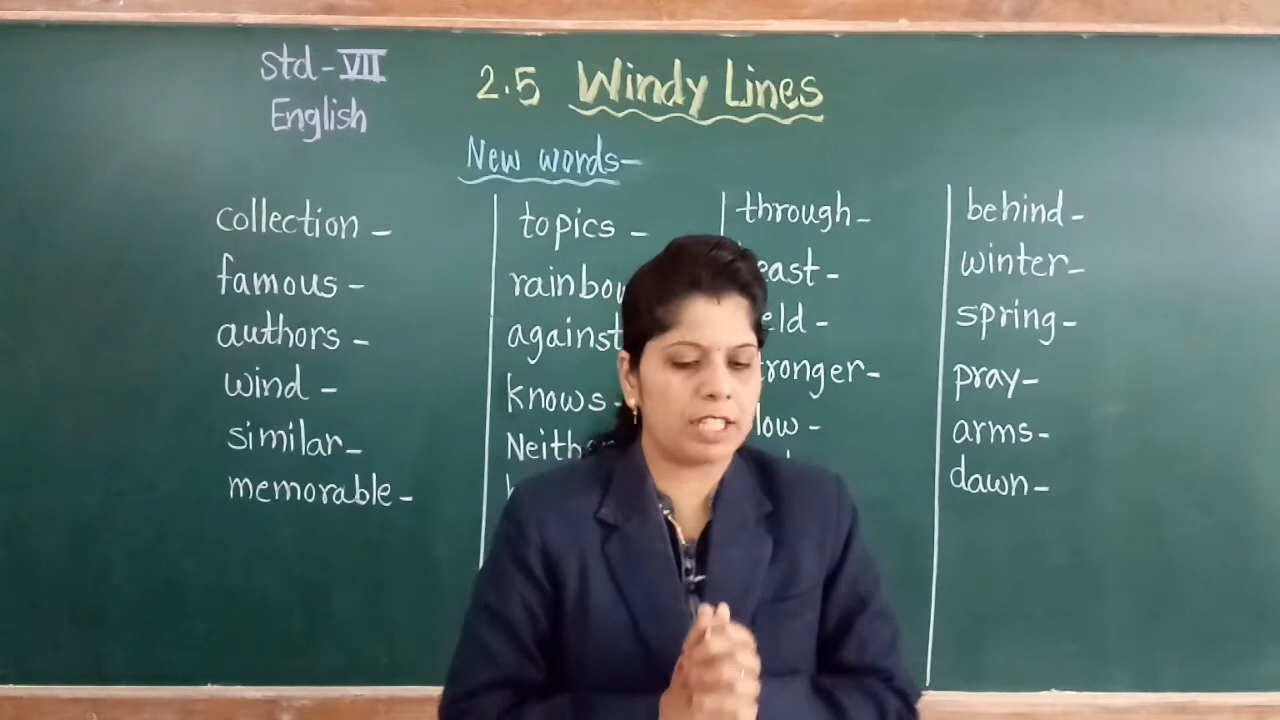 std - VII
English
2.5 Windy Lines
New words-
collection -
famous -
authors -
wind -
similar -
memorable -
topics -
against
knows -
through -
behind -
winter -
spring -
pray -
arms -
dawn -